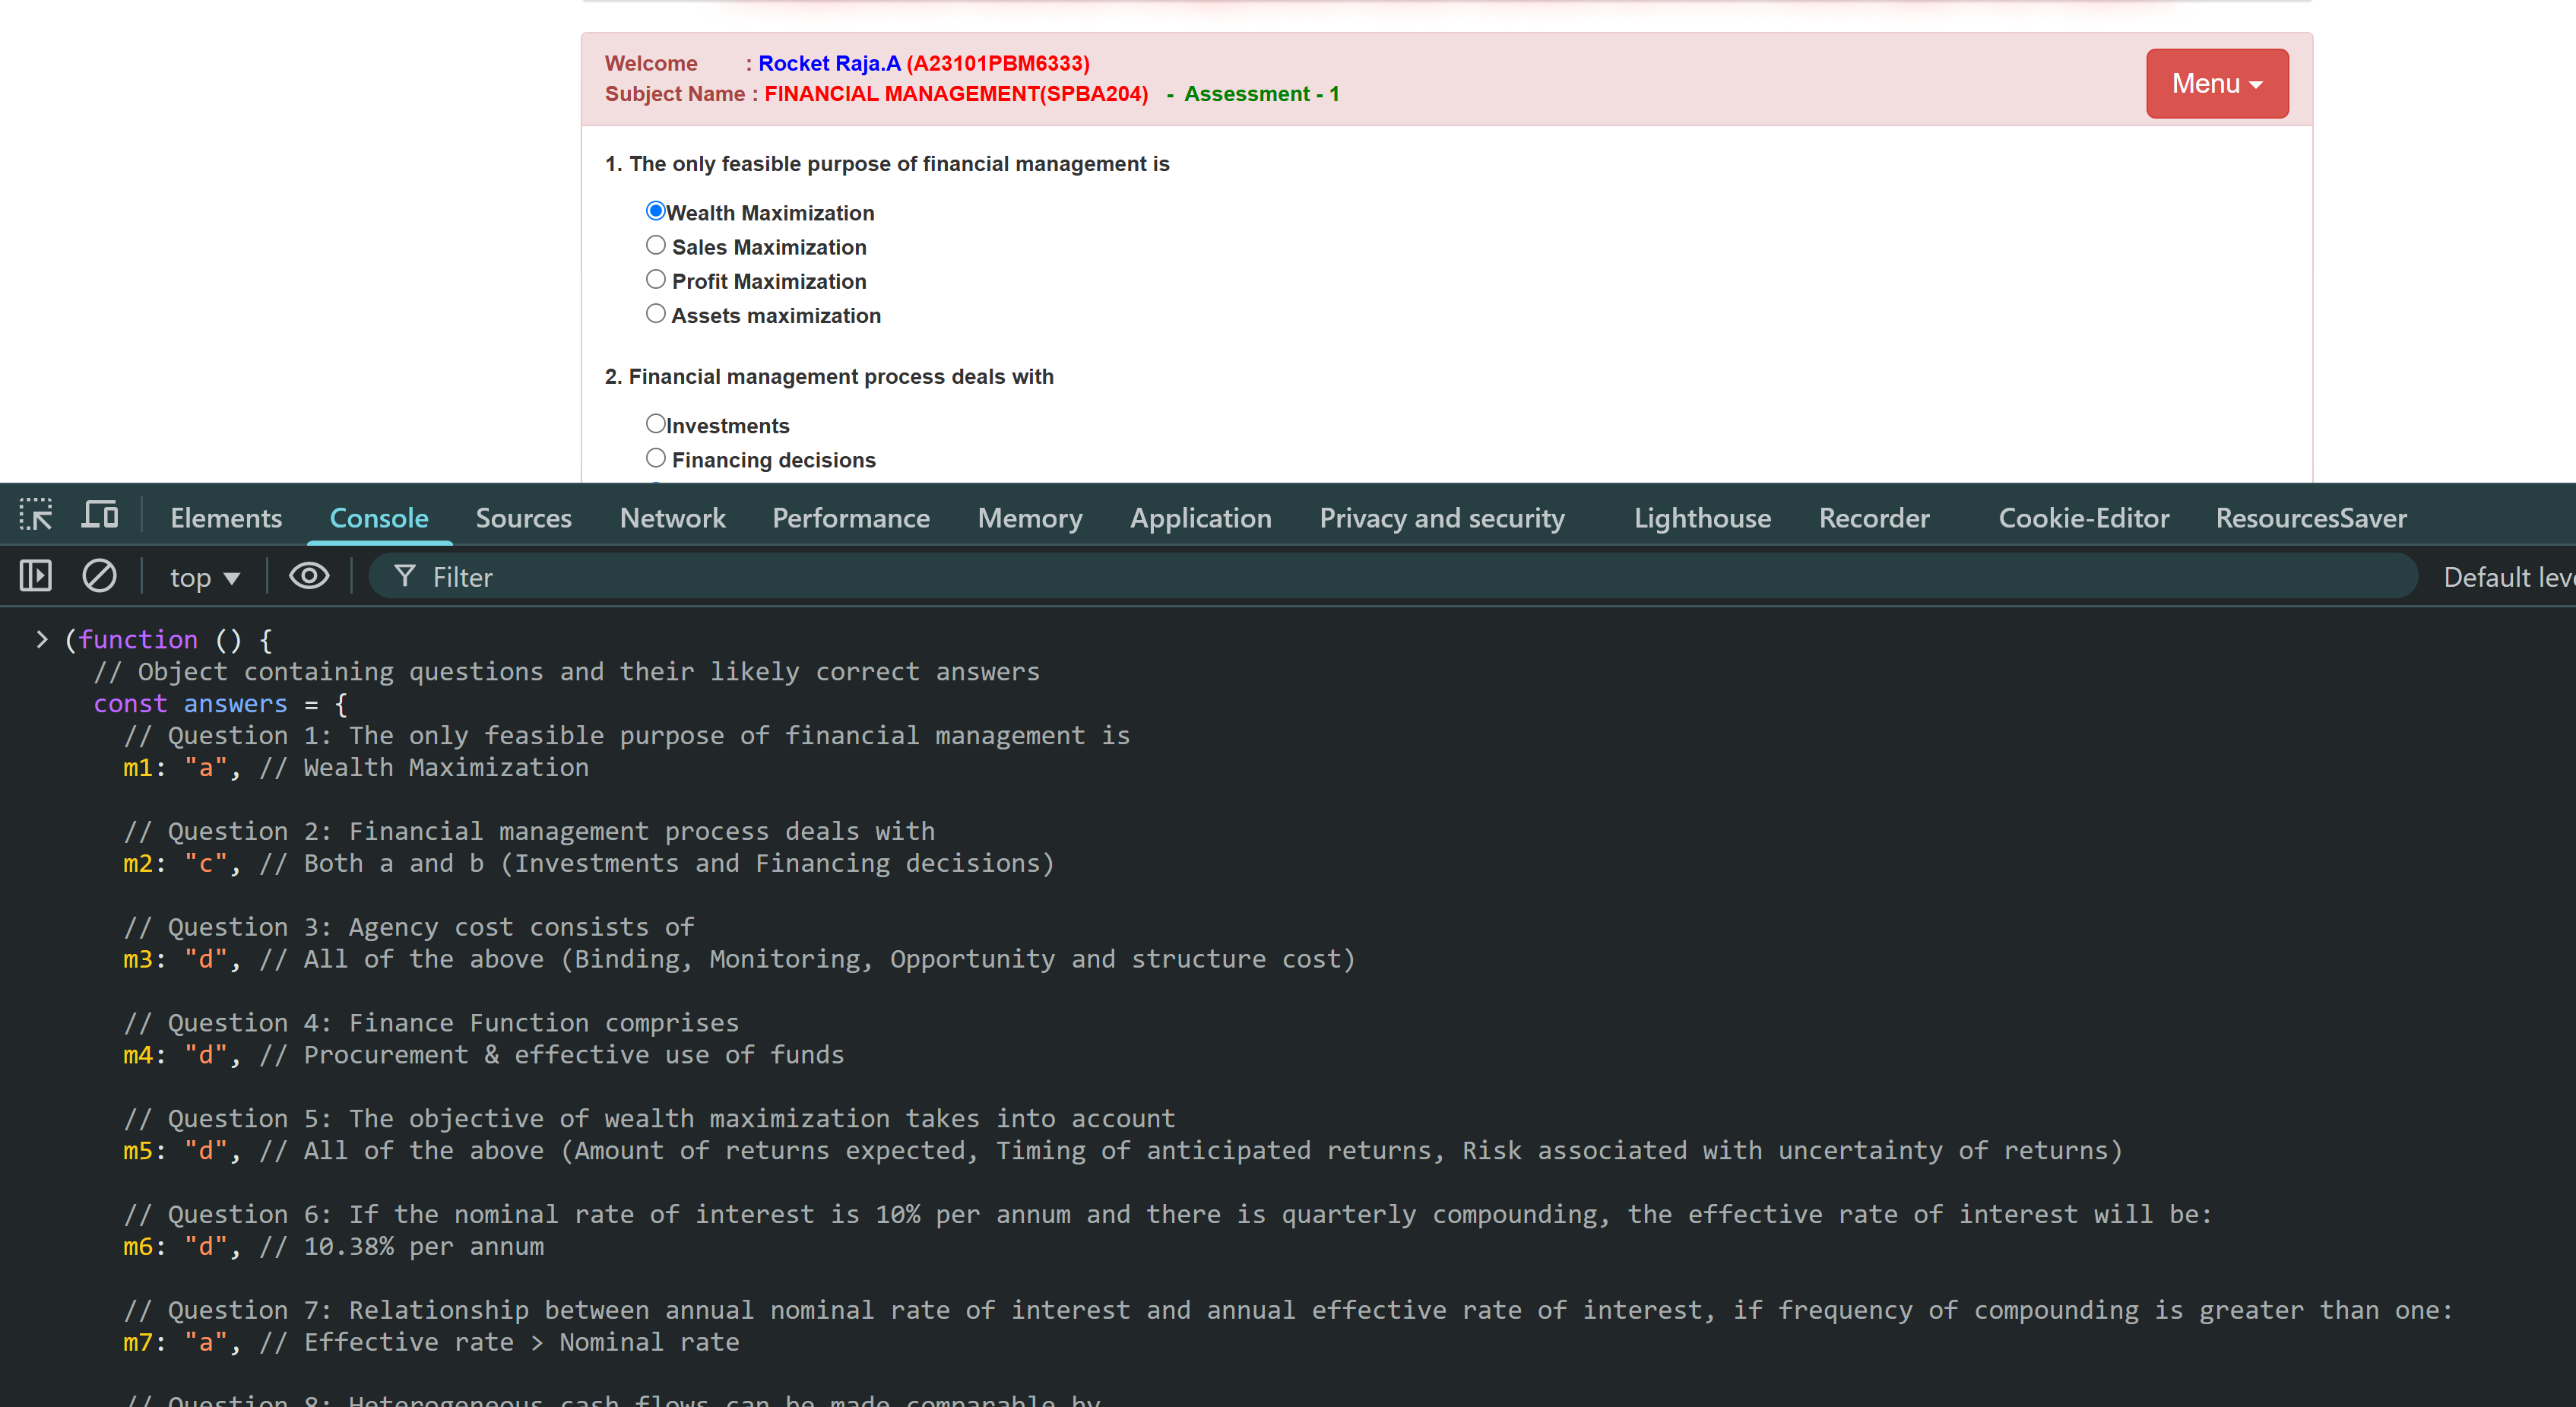 Welcome : Rocket Raja.A (A23101PBM6333)
Menu
Subject Name : FINANCIAL MANAGEMENT(SPBA204) - Assessment - 1
1. The only feasible purpose of financial management is
Wealth Maximization
Sales Maximization
Profit Maximization
Assets maximization
2. Financial management process deals with
Investments
Financing decisions
Elements Console Sources Network Performance Memory Application Privacy and security Lighthouse Recorder Cookie-Editor ResourcesSaver
top Filter Default leve
(function () {
// Object containing questions and their likely correct answers
const answers = {
// Question 1: The only feasible purpose of financial management is
m1: "a", // Wealth Maximization
// Question 2: Financial management process deals with
m2: "c", // Both a and b (Investments and Financing decisions)
// Question 3: Agency cost consists of
m3: "d", // All of the above (Binding, Monitoring, Opportunity and structure cost)
// Question 4: Finance Function comprises
m4: "d", // Procurement & effective use of funds
// Question 5: The objective of wealth maximization takes into account
m5: "d", // All of the above (Amount of returns expected, Timing of anticipated returns, Risk associated with uncertainty of returns)
// Question 6: If the nominal rate of interest is 10% per annum and there is quarterly compounding, the effective rate of interest will be:
m6: "d", // 10.38% per annum
// Question 7: Relationship between annual nominal rate of interest and annual effective rate of interest, if frequency of compounding is greater than one:
m7: "a", // Effective rate > Nominal rate
// Question 8: Heterogeneous cash flows can be made comparable by